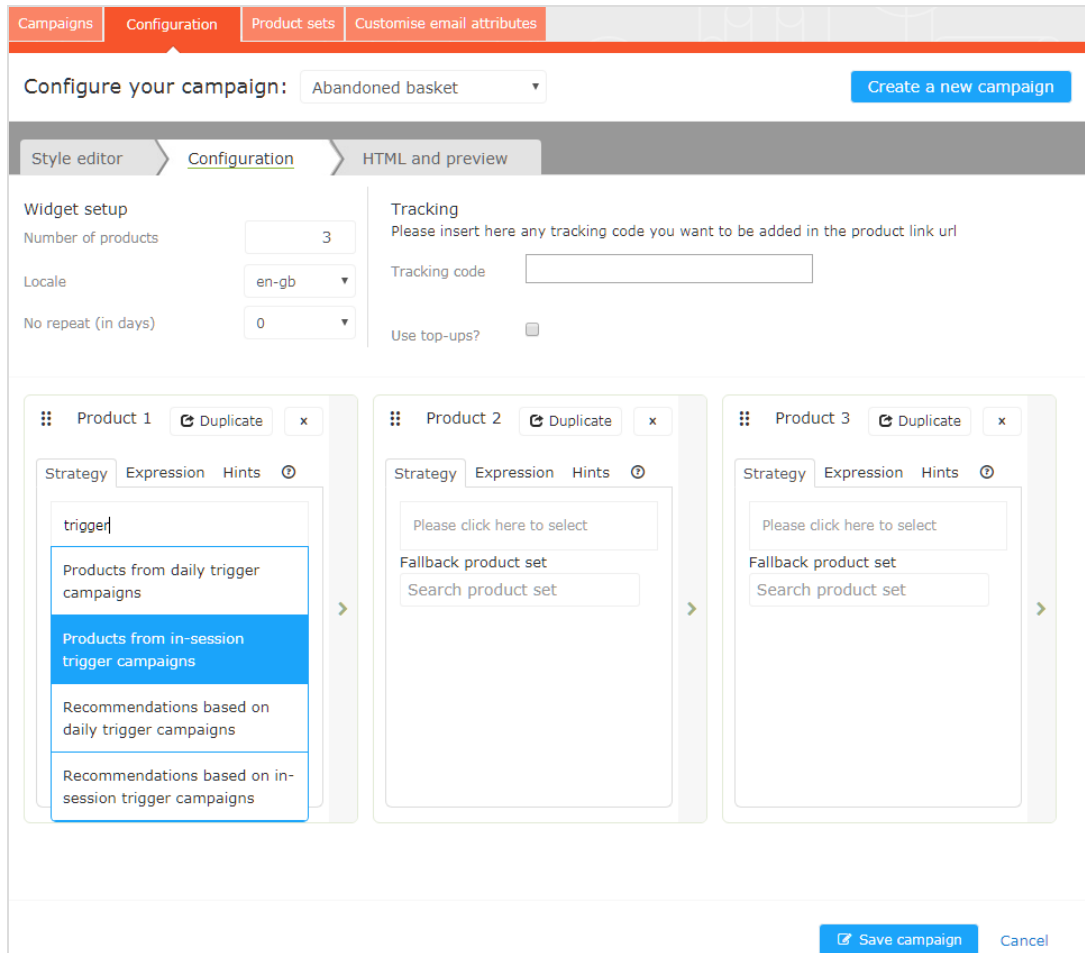 Campaigns Configuration Product sets Customise email attributes
Configure your campaign: Abandoned basket Create a new campaign
Style editor Configuration HTML and preview
Widget setup
Number of products 3
Locale en-gb
No repeat (in days) 0
Tracking
Please insert here any tracking code you want to be added in the product link url
Tracking code
Use top-ups?
Product 1 Duplicate x
Strategy Expression Hints ?
trigger
Products from daily trigger
campaigns
Products from in-session
trigger campaigns
Recommendations based on
daily trigger campaigns
Recommendations based on in-
session trigger campaigns
Product 2 Duplicate x
Strategy Expression Hints ?
Please click here to select
Fallback product set
Search product set
Product 3 Duplicate x
Strategy Expression Hints ?
Please click here to select
Fallback product set
Search product set
Save campaign Cancel